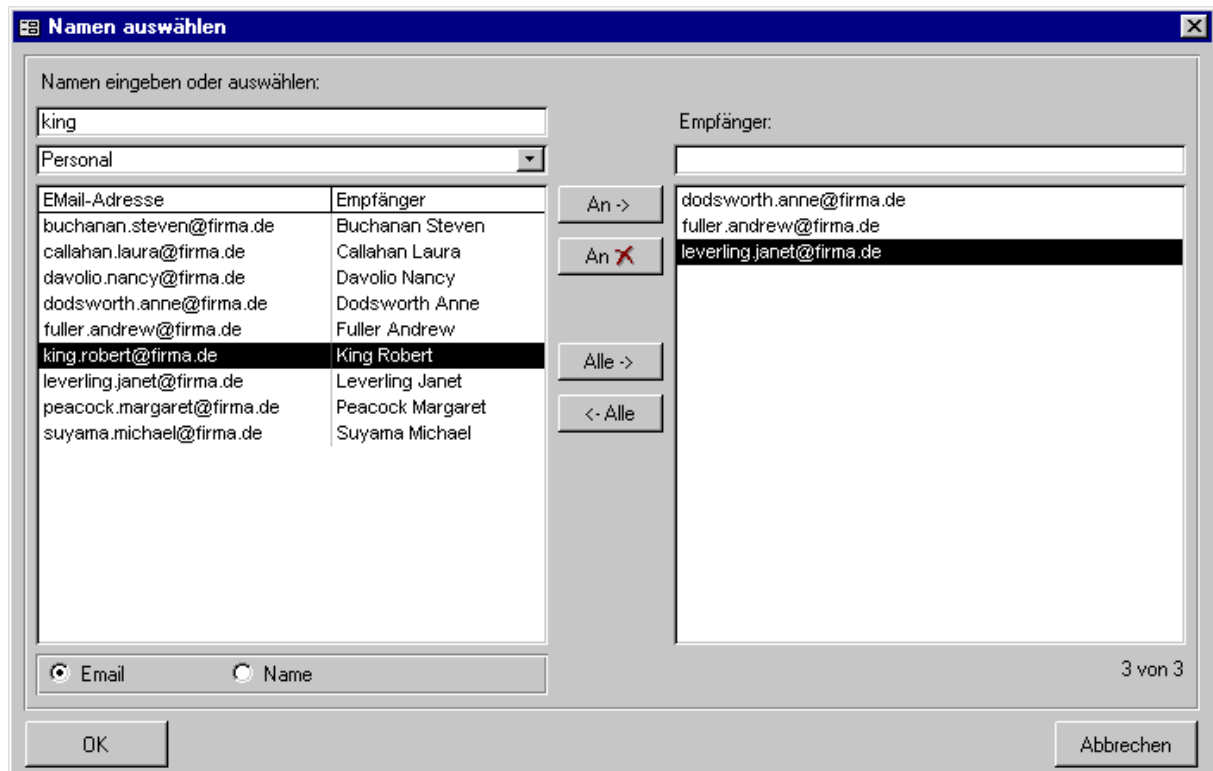 Namen auswählen
Namen eingeben oder auswählen:
king
Personal
EMail-Adresse Empfänger
buchanan.steven@firma.de Buchanan Steven
callahan.laura@firma.de Callahan Laura
davolio.nancy@firma.de Davolio Nancy
dodsworth.anne@firma.de Dodsworth Anne
fuller.andrew@firma.de Fuller Andrew
king.robert@firma.de King Robert
leverling.janet@firma.de Leverling Janet
peacock.margaret@firma.de Peacock Margaret
suyama.michael@firma.de Suyama Michael
Email Name
An ->
An
Alle ->
<- Alle
Empfänger:
dodsworth.anne@firma.de
fuller.andrew@firma.de
leverling.janet@firma.de
3 von 3
OK
Abbrechen